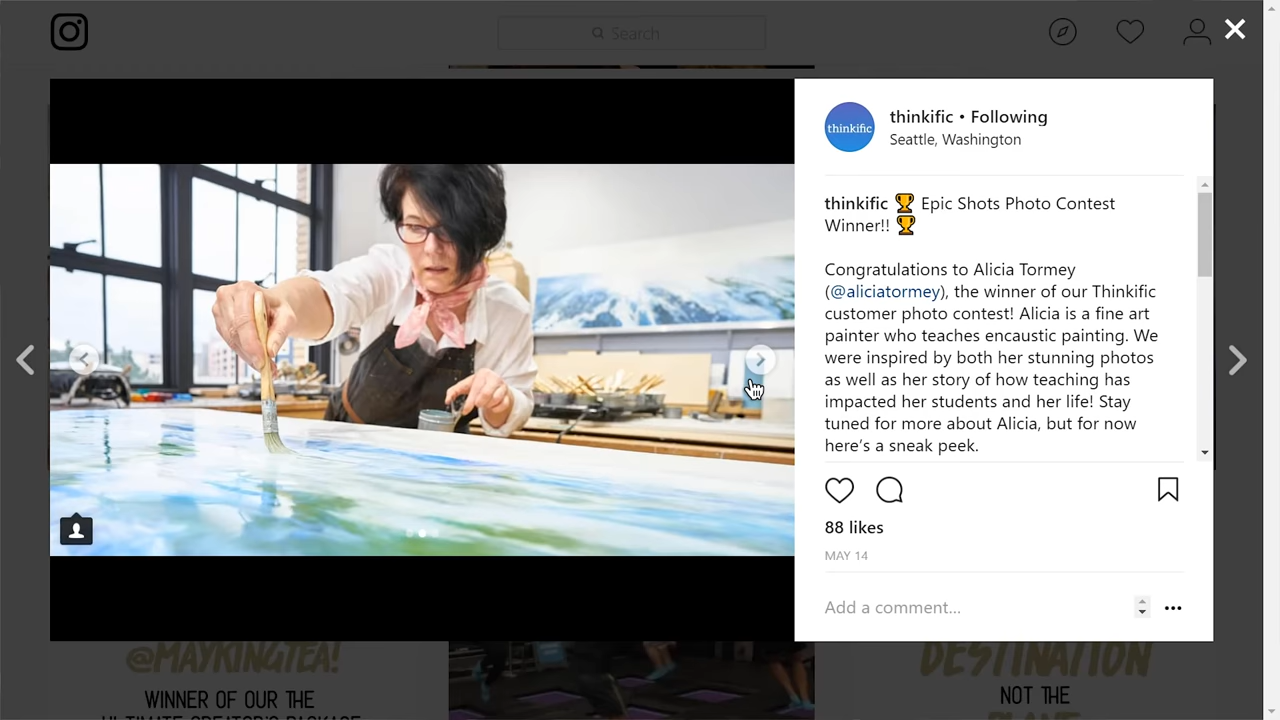 Search
thinkific
thinkific • Following
Seattle, Washington
thinkific 🏆 Epic Shots Photo Contest
Winner!! 🏆
Congratulations to Alicia Tormey
(@aliciatormey), the winner of our Thinkific
customer photo contest! Alicia is a fine art
painter who teaches encaustic painting. We
were inspired by both her stunning photos
as well as her story of how teaching has
impacted her students and her life! Stay
tuned for more about Alicia, but for now
here's a sneak peek.
88 likes
MAY 14
Add a comment...
@MAYKINGTEA!
WINNER OF OUR THE
ULTIMATE CREATOR'S PACKAGE
DESTINATION
NOT THE